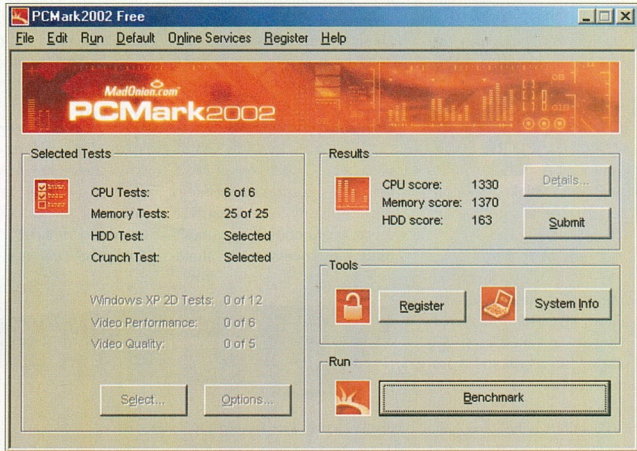 PCMark2002 Free
File Edit Run Default Online Services Register Help
MadOnion.com
PCMark2002
Selected Tests
CPU Tests: 6 of 6
Memory Tests: 25 of 25
HDD Test: Selected
Crunch Test: Selected
Windows XP 2D Tests: 0 of 12
Video Performance: 0 of 6
Video Quality: 0 of 5
Select...
Options...
Results
CPU score: 1330
Memory score: 1370
HDD score: 163
Details...
Submit
Tools
Register
System Info
Run
Benchmark